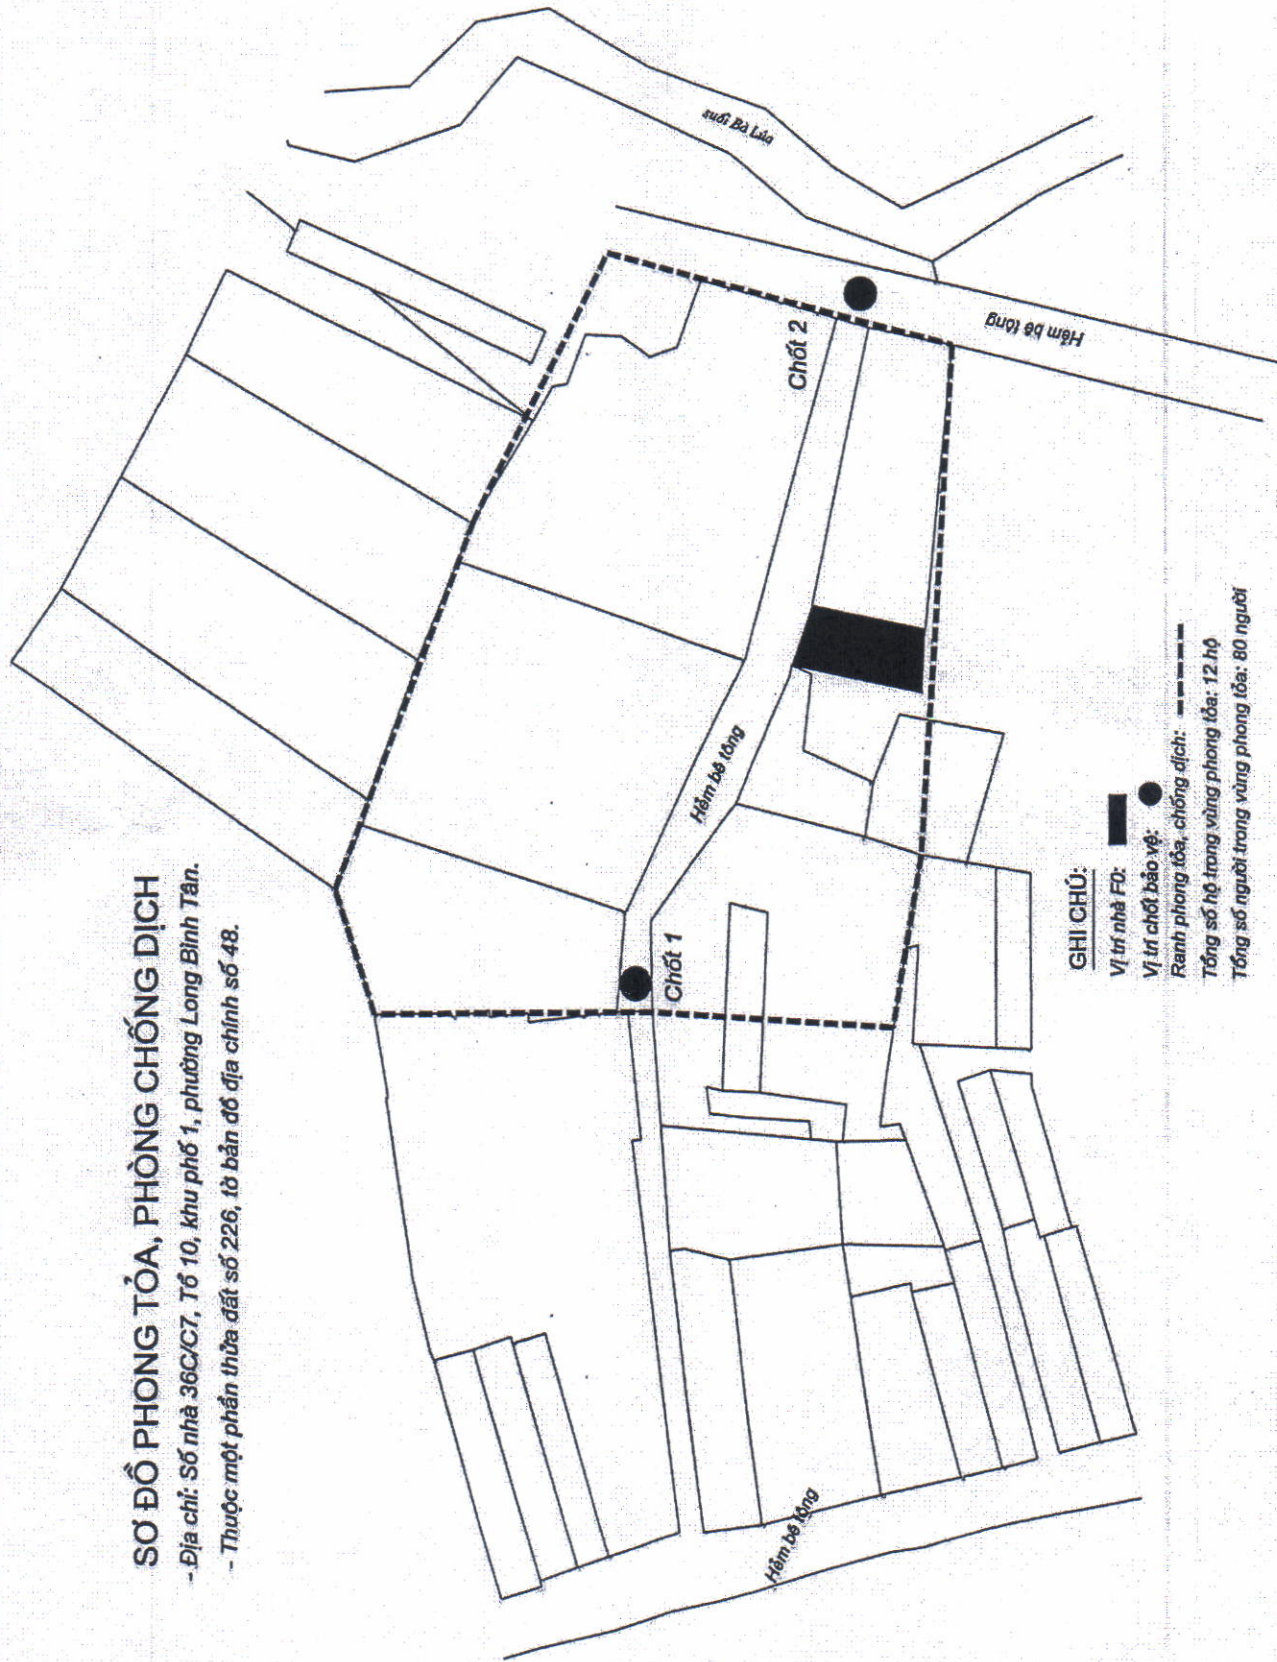 SƠ ĐỒ PHONG TỎA, PHÒNG CHỐNG DỊCH
- Địa chỉ: Số nhà 36C/C7, Tổ 10, khu phố 1, phường Long Bình Tân.
- Thuộc một phần thửa đất số 226, tờ bản đồ địa chính số 48.
suối Bà Lúa
Chốt 2
Hẻm bê tông
Hẻm bê tông
Chốt 1
Hẻm bê tông
GHI CHÚ:
Vị trí nhà F0:
Vị trí chốt bảo vệ:
Ranh phong tỏa, chống dịch:
Tổng số hộ trong vùng phong tỏa: 12 hộ
Tổng số người trong vùng phong tỏa: 80 người